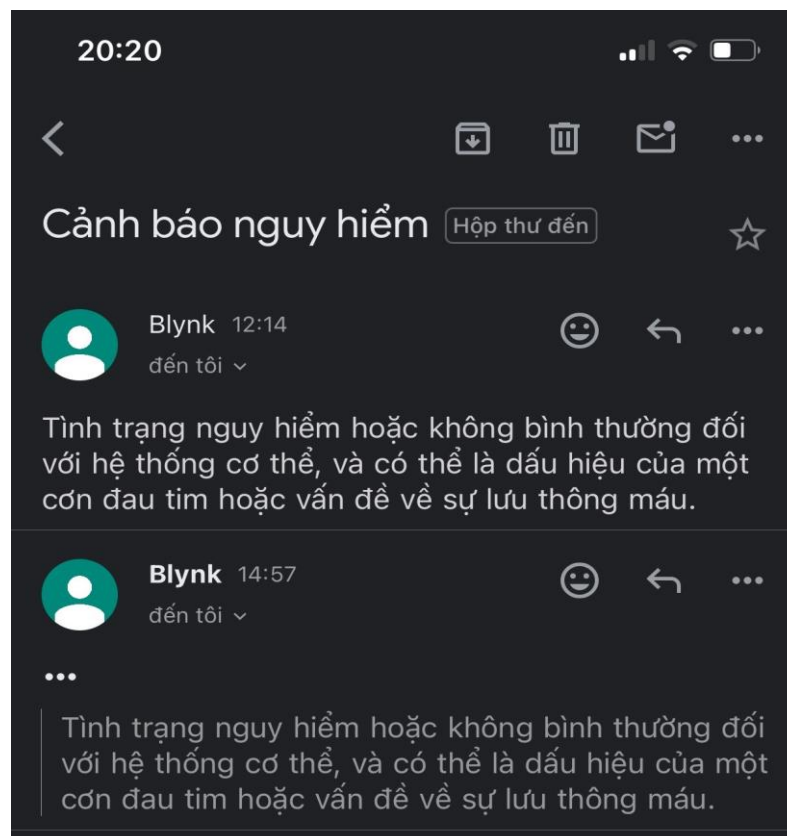 20:20
Cảnh báo nguy hiểm Hộp thư đến
Blynk 12:14
đến tôi
Tình trạng nguy hiểm hoặc không bình thường đối
với hệ thống cơ thể, và có thể là dấu hiệu của một
cơn đau tim hoặc vấn đề về sự lưu thông máu.
Blynk 14:57
đến tôi
Tình trạng nguy hiểm hoặc không bình thường đối
với hệ thống cơ thể, và có thể là dấu hiệu của một
cơn đau tim hoặc vấn đề về sự lưu thông máu.